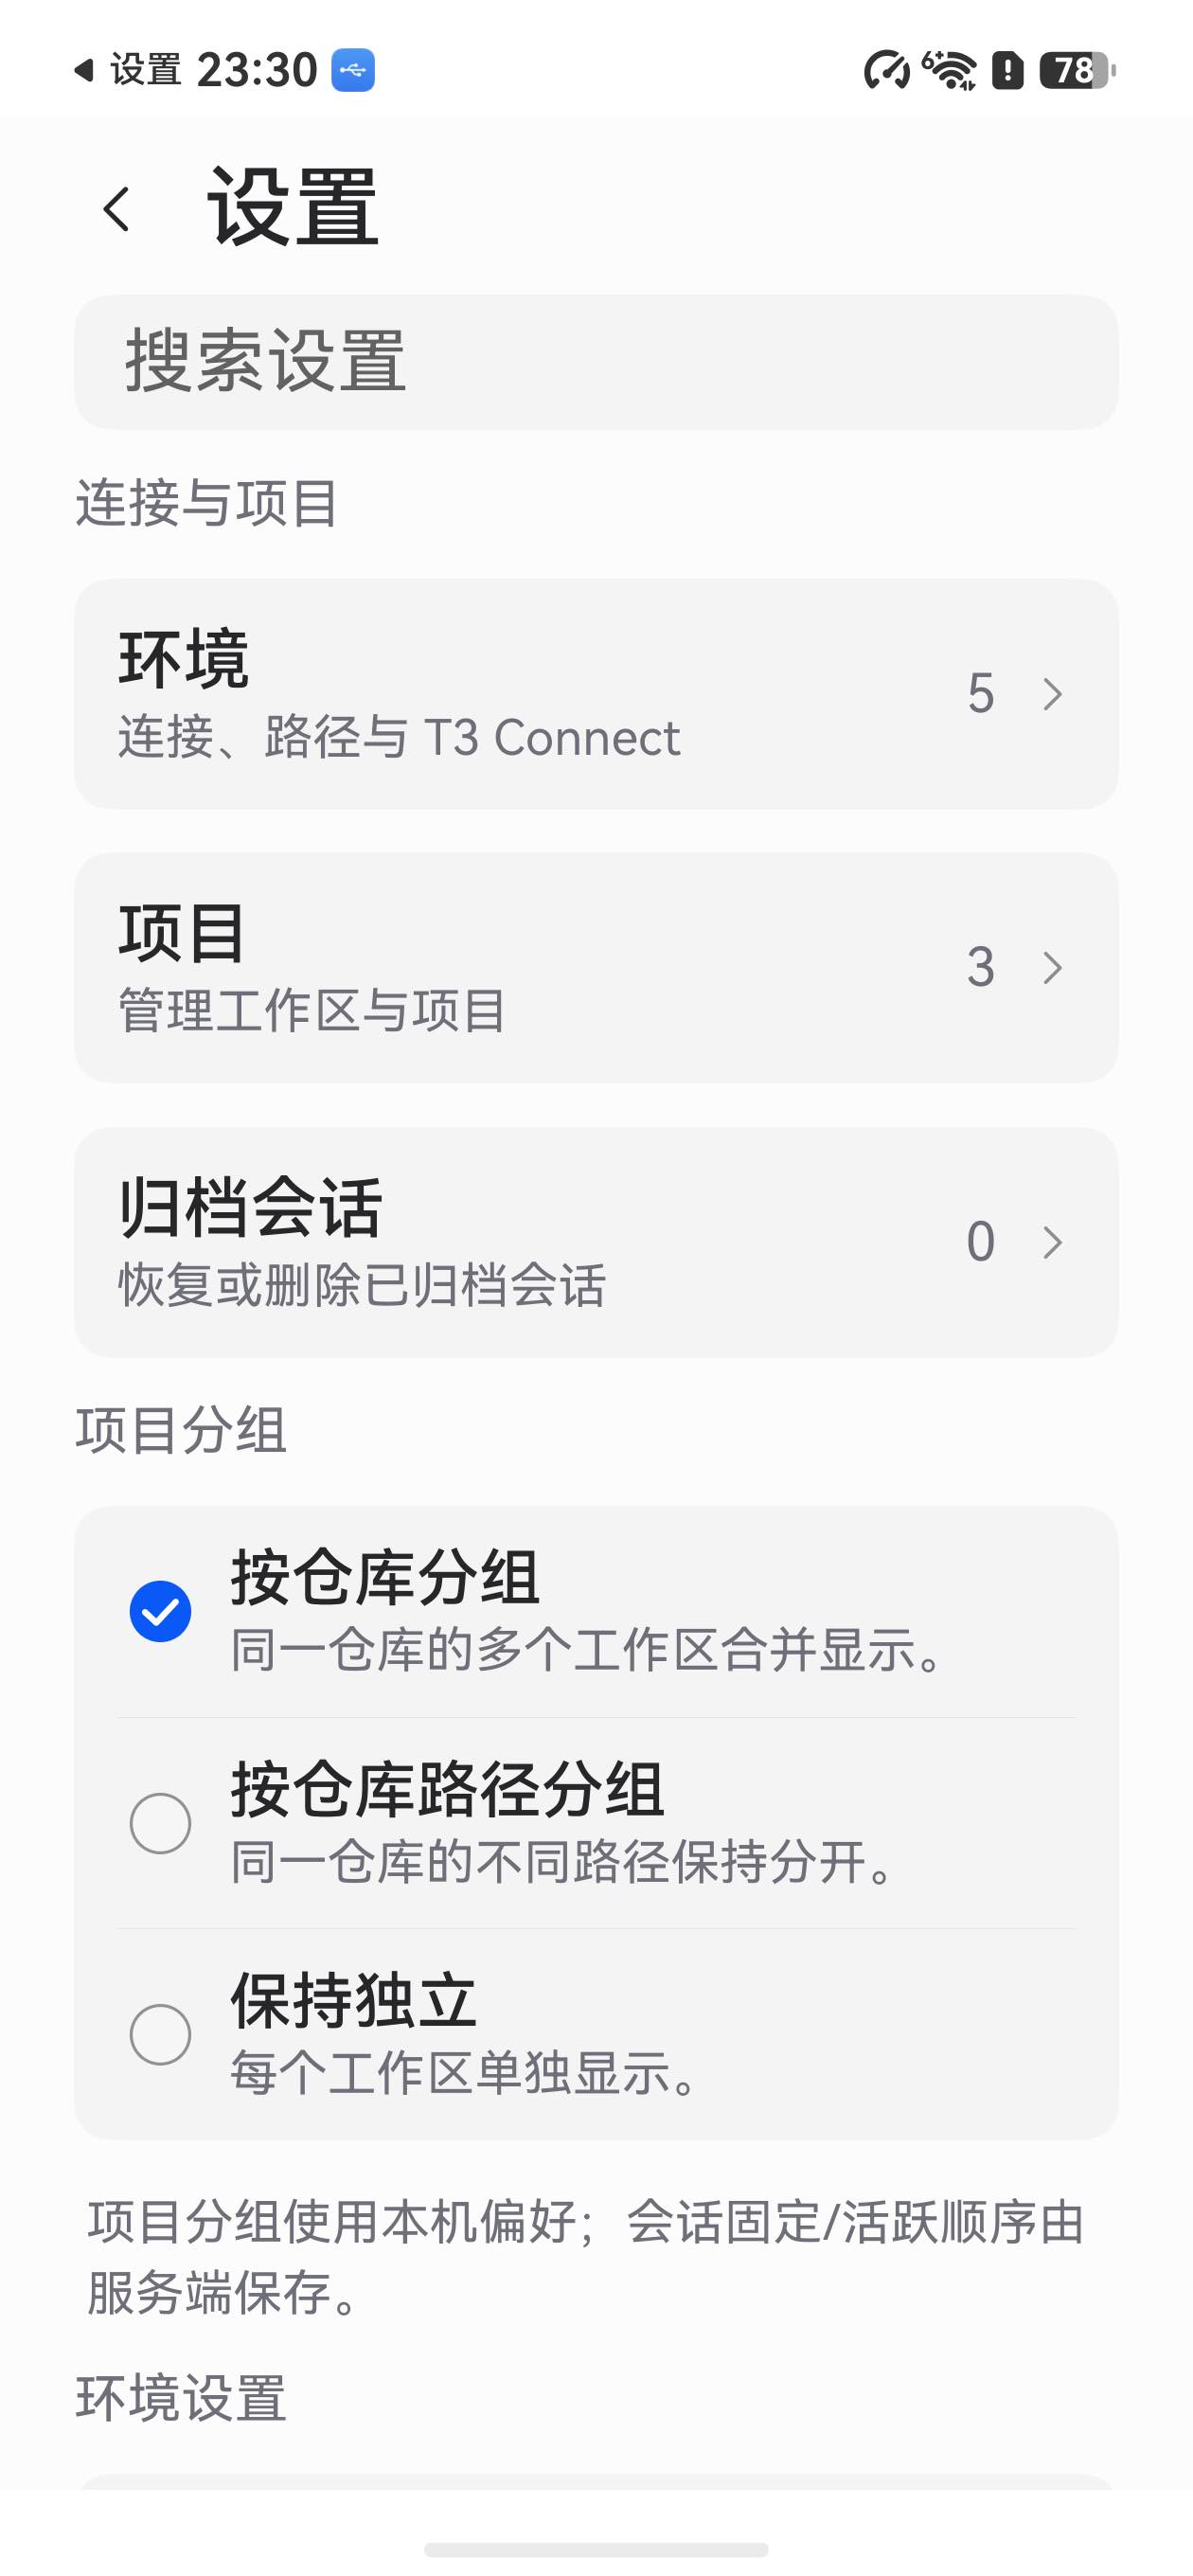 设置 23:30
6+ 78
设置
搜索设置
连接与项目
环境
5
连接、路径与 T3 Connect
项目
3
管理工作区与项目
归档会话
0
恢复或删除已归档会话
项目分组
按仓库分组
同一仓库的多个工作区合并显示。
按仓库路径分组
同一仓库的不同路径保持分开。
保持独立
每个工作区单独显示。
项目分组使用本机偏好；会话固定/活跃顺序由
服务端保存。
环境设置